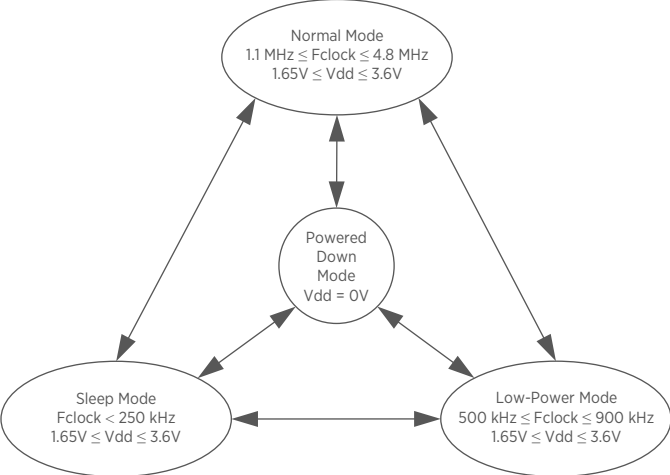 Normal Mode
1.1 MHz ≤ Fclock ≤ 4.8 MHz
1.65V ≤ Vdd ≤ 3.6V
Powered
Down
Mode
Vdd = 0V
Sleep Mode
Fclock < 250 kHz
1.65V ≤ Vdd ≤ 3.6V
Low-Power Mode
500 kHz ≤ Fclock ≤ 900 kHz
1.65V ≤ Vdd ≤ 3.6V